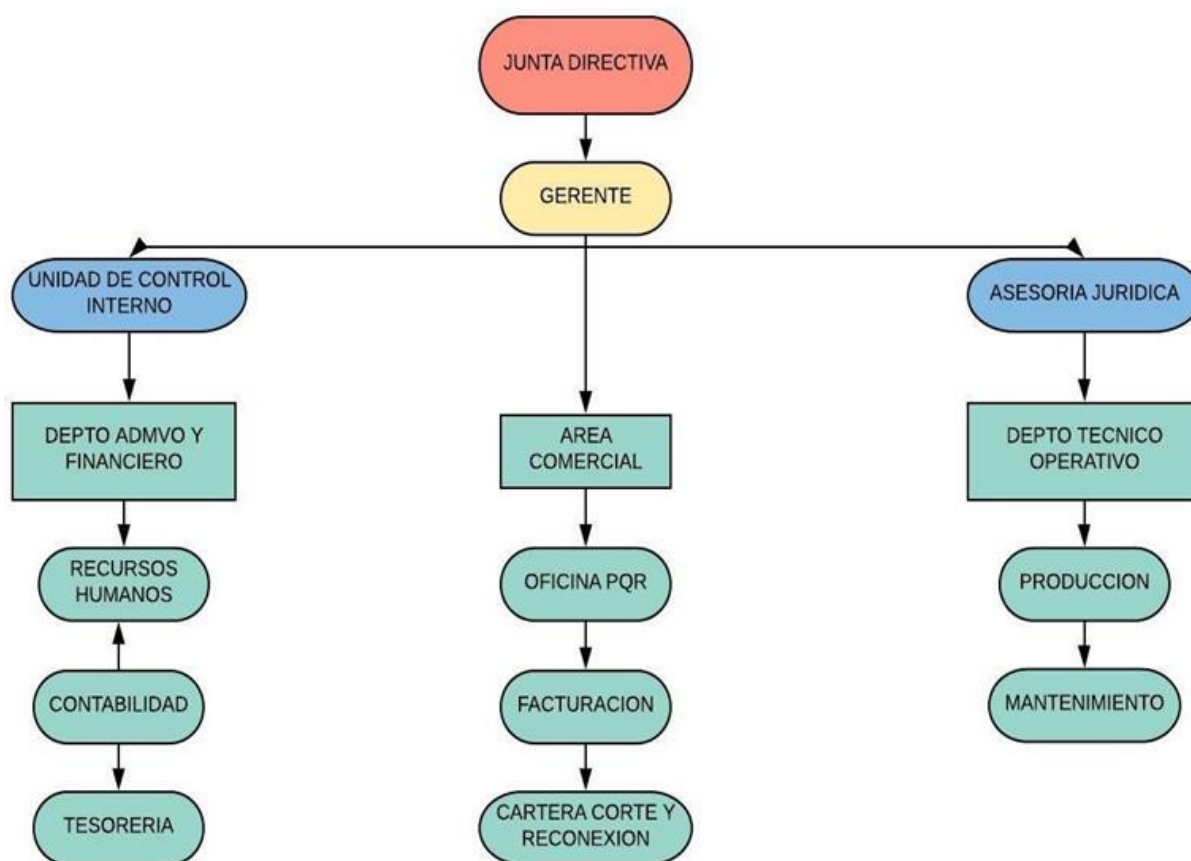 JUNTA DIRECTIVA
GERENTE
UNIDAD DE CONTROL
INTERNO
ASESORIA JURIDICA
DEPTO ADMVO Y
FINANCIERO
AREA
COMERCIAL
DEPTO TECNICO
OPERATIVO
RECURSOS
HUMANOS
OFICINA PQR
PRODUCCION
CONTABILIDAD
FACTURACION
MANTENIMIENTO
TESORERIA
CARTERA CORTE Y
RECONEXION